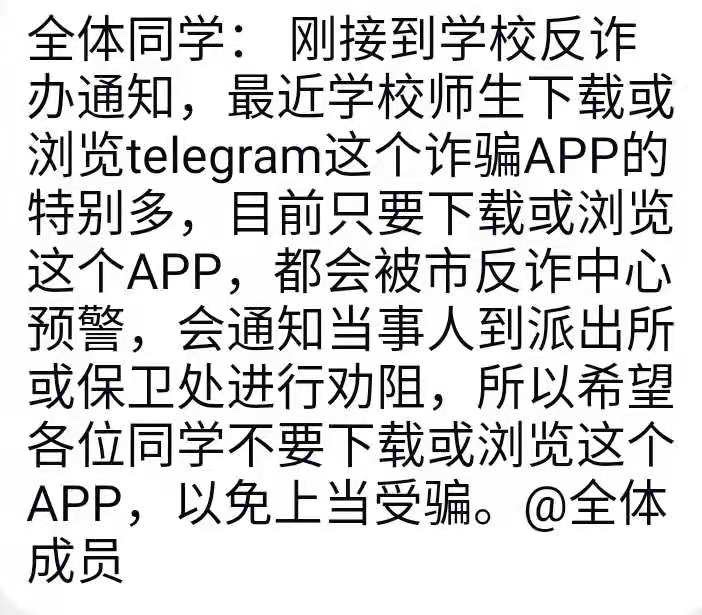 全体同学： 刚接到学校反诈
办通知，最近学校师生下载或
浏览telegram这个诈骗APP的
特别多，目前只要下载或浏览
这个APP，都会被市反诈中心
预警，会通知当事人到派出所
或保卫处进行劝阻，所以希望
各位同学不要下载或浏览这个
APP，以免上当受骗。@全体
成员